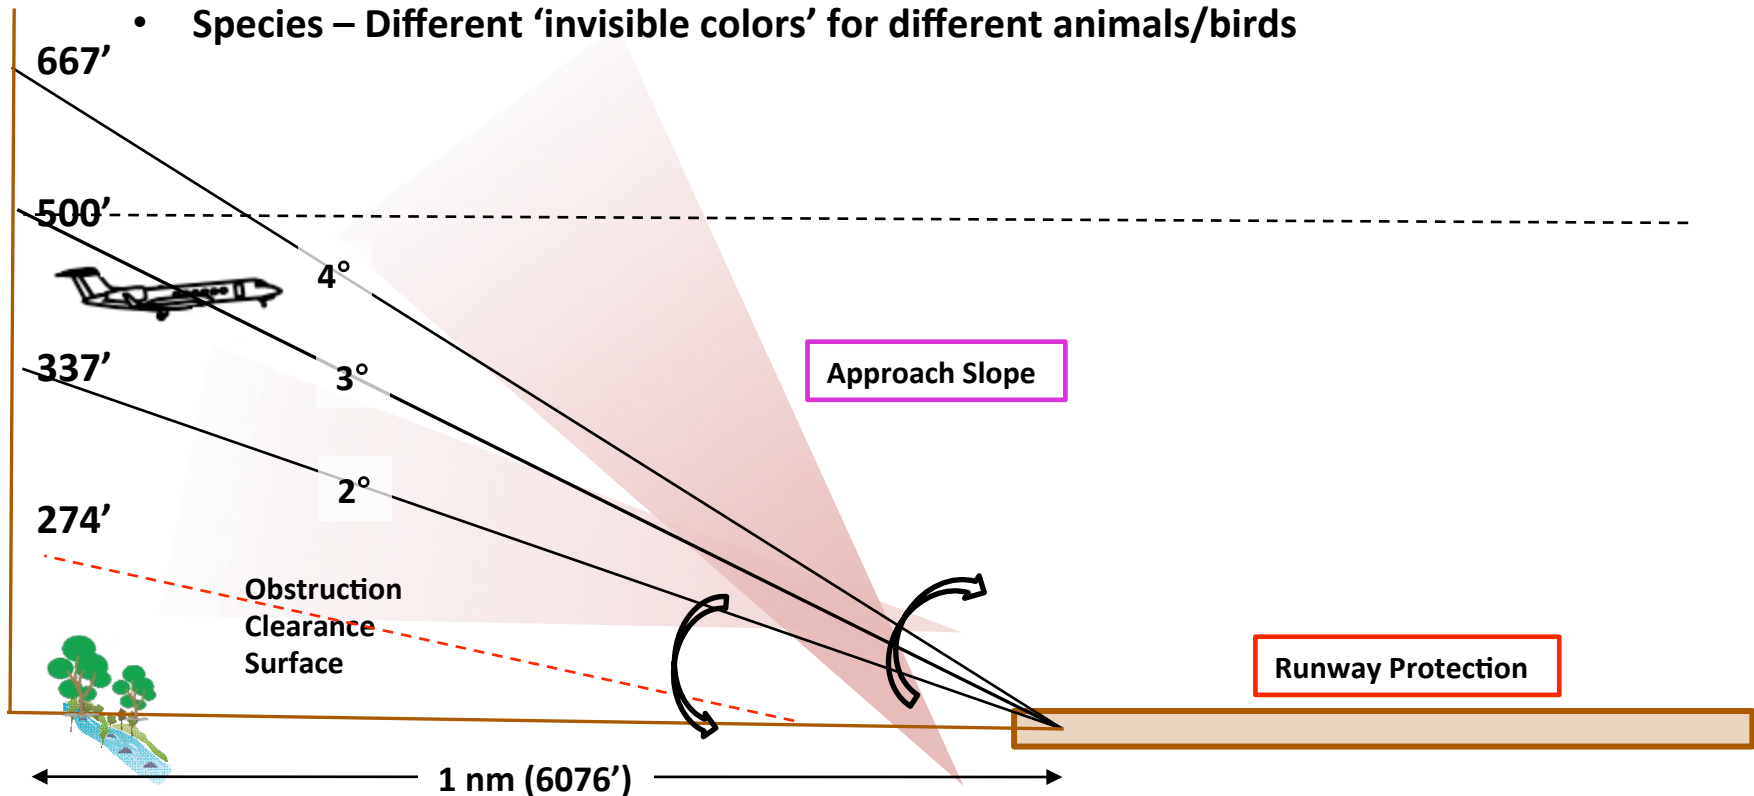 • Species – Different ‘invisible colors’ for different animals/birds
667’
500’
4°
337’
3°
Approach Slope
2°
274’
Obstruction
Clearance
Surface
Runway Protection
1 nm (6076’)